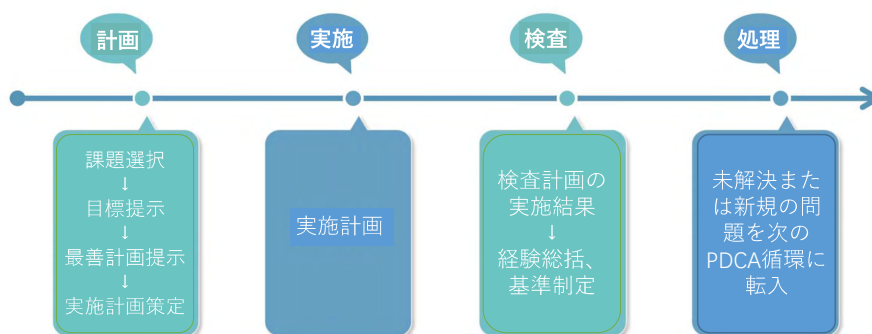 計画
実施
検査
処理
課題選択
↓
目標提示
↓
最善計画提示
↓
実施計画策定
実施計画
検査計画の
実施結果
↓
経験総括、
基準制定
未解決また
は新規の問
題を次の
PDCA循環に
転入